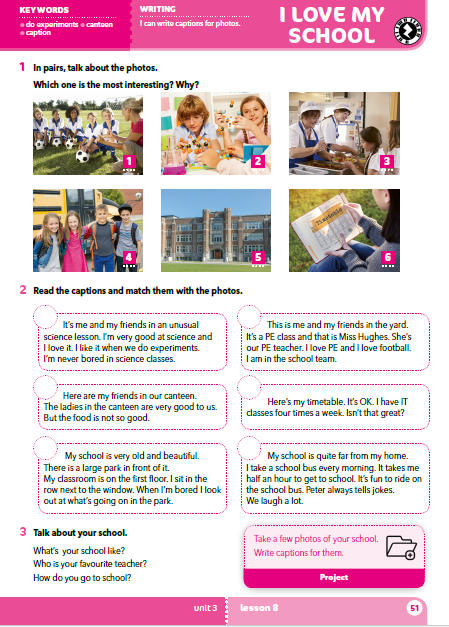 KEY WORDS
do experiments canteen
caption
WRITING
I can write captions for photos.
I LOVE MY
SCHOOL
1 In pairs, talk about the photos.
Which one is the most interesting? Why?
1
2
3
4
5
Timetable
6
2 Read the captions and match them with the photos.
It's me and my friends in an unusual
science lesson. I'm very good at science and
I love it. I like it when we do experiments.
I'm never bored in science classes.
This is me and my friends in the yard.
It's a PE class and that is Miss Hughes. She's
our PE teacher. I love PE and I love football.
I am in the school team.
Here are my friends in our canteen.
The ladies in the canteen are very good to us.
But the food is not so good.
Here's my timetable. It's OK. I have IT
classes four times a week. Isn't that great?
My school is very old and beautiful.
There is a large park in front of it.
My classroom is on the first floor. I sit in the
row next to the window. When I'm bored I look
out at what's going on in the park.
My school is quite far from my home.
I take a school bus every morning. It takes me
half an hour to get to school. It's fun to ride on
the school bus. Peter always tells jokes.
We laugh a lot.
3 Talk about your school.
What's your school like?
Who is your favourite teacher?
How do you go to school?
Take a few photos of your school.
Write captions for them.
Project
unit 3 lesson 8 51